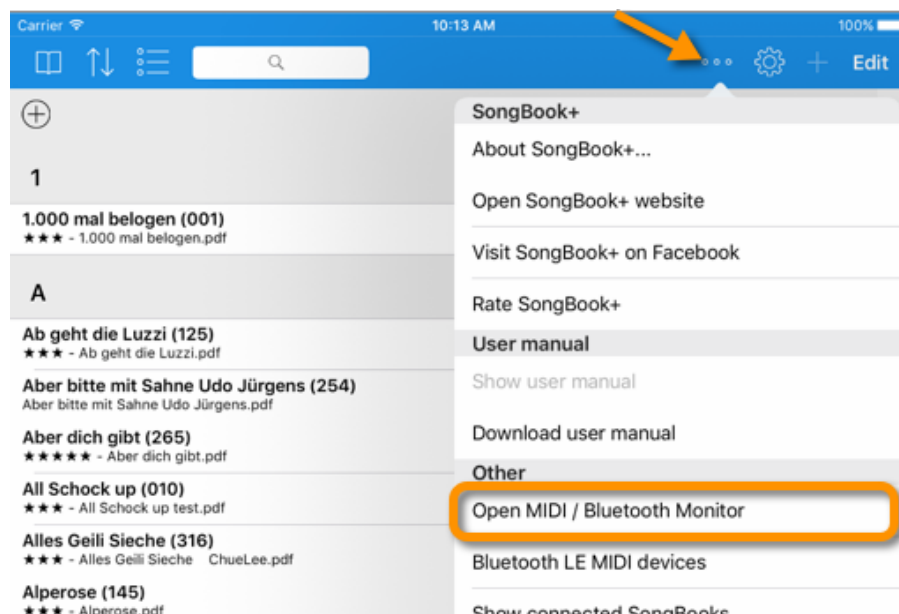 Carrier
10:13 AM
100%
Edit
1
1.000 mal belogen (001)
★★★ - 1.000 mal belogen.pdf
A
Ab geht die Luzzi (125)
★★★ - Ab geht die Luzzi.pdf
Aber bitte mit Sahne Udo Jürgens (254)
Aber bitte mit Sahne Udo Jürgens.pdf
Aber dich gibt (265)
★★★★★ - Aber dich gibt.pdf
All Schock up (010)
★★★ - All Schock up test.pdf
Alles Geili Sieche (316)
★★★ - Alles Geili Sieche ChueLee.pdf
Alperose (145)
★★★ - Alperose.pdf
SongBook+
About SongBook+...
Open SongBook+ website
Visit SongBook+ on Facebook
Rate SongBook+
User manual
Show user manual
Download user manual
Other
Open MIDI / Bluetooth Monitor
Bluetooth LE MIDI devices
Show connected SongBooks